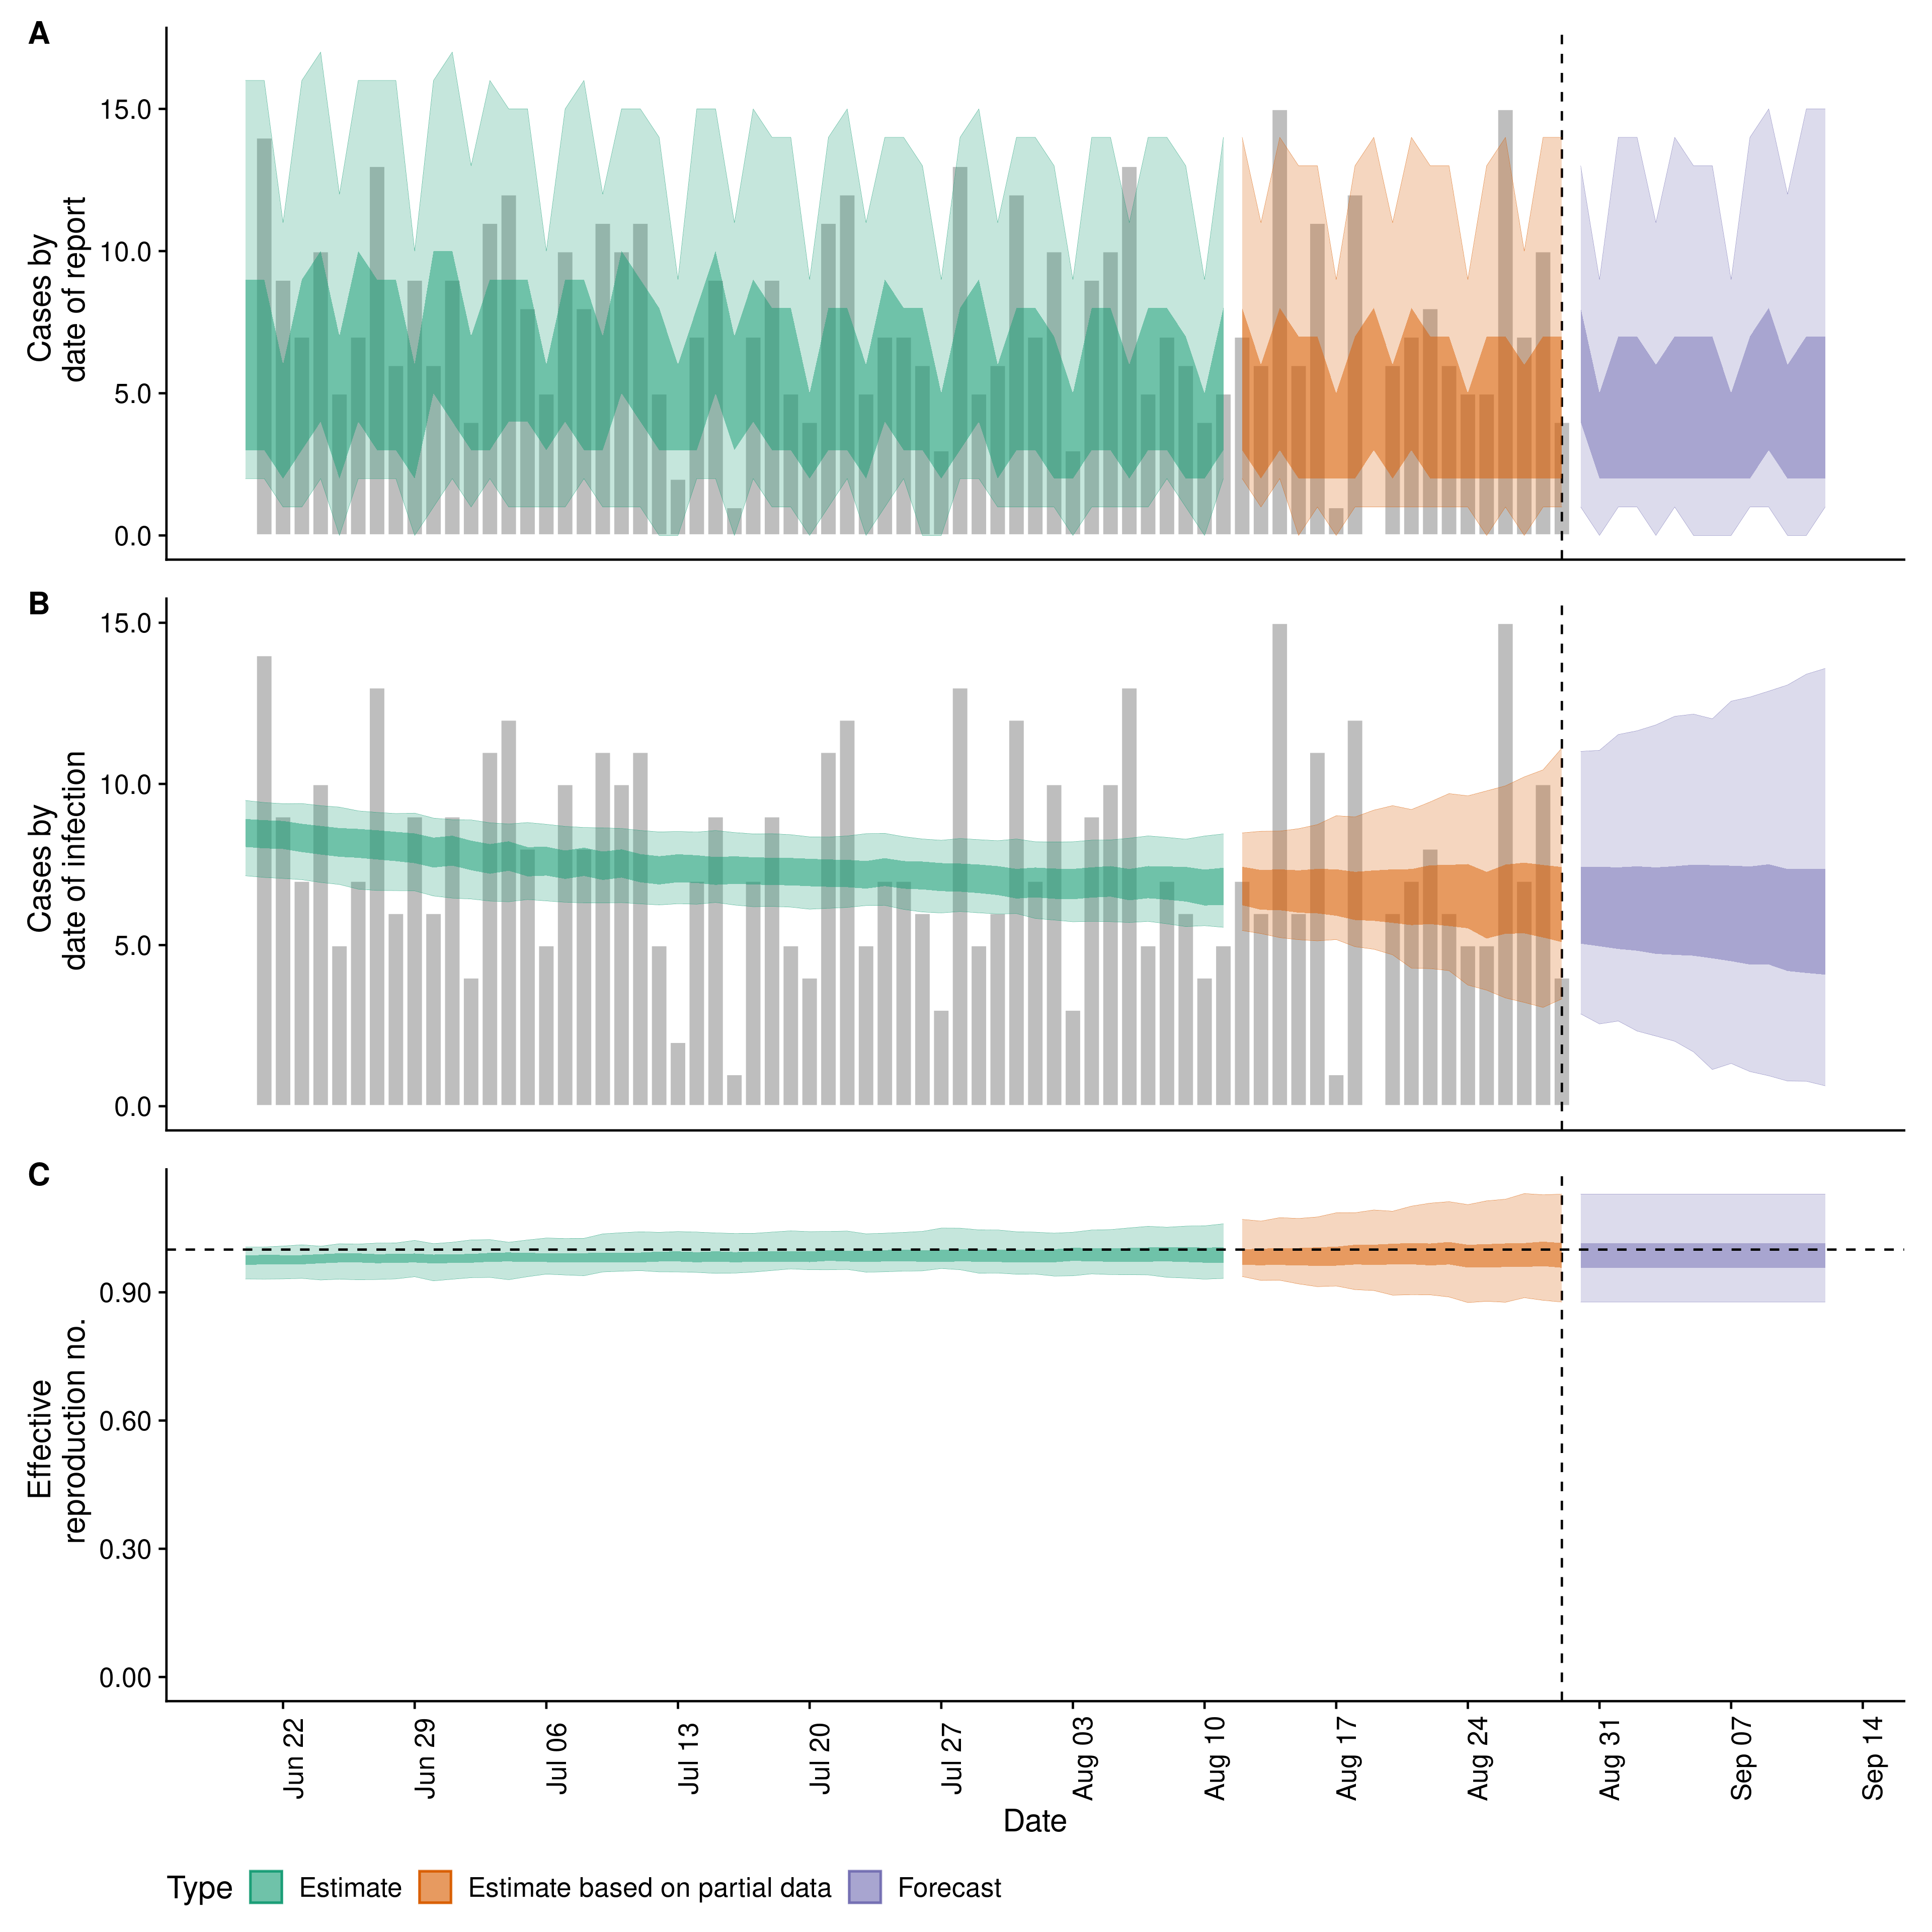 A
15.0
10.0
5.0
0.0
Cases by
date of report
B
15.0
10.0
5.0
0.0
Cases by
date of infection
C
0.90
0.60
0.30
0.00
Effective
reproduction no.
Jun 22
Jun 29
Jul 06
Jul 13
Jul 20
Jul 27
Aug 03
Aug 10
Aug 17
Aug 24
Aug 31
Sep 07
Sep 14
Date
Type Estimate Estimate based on partial data Forecast